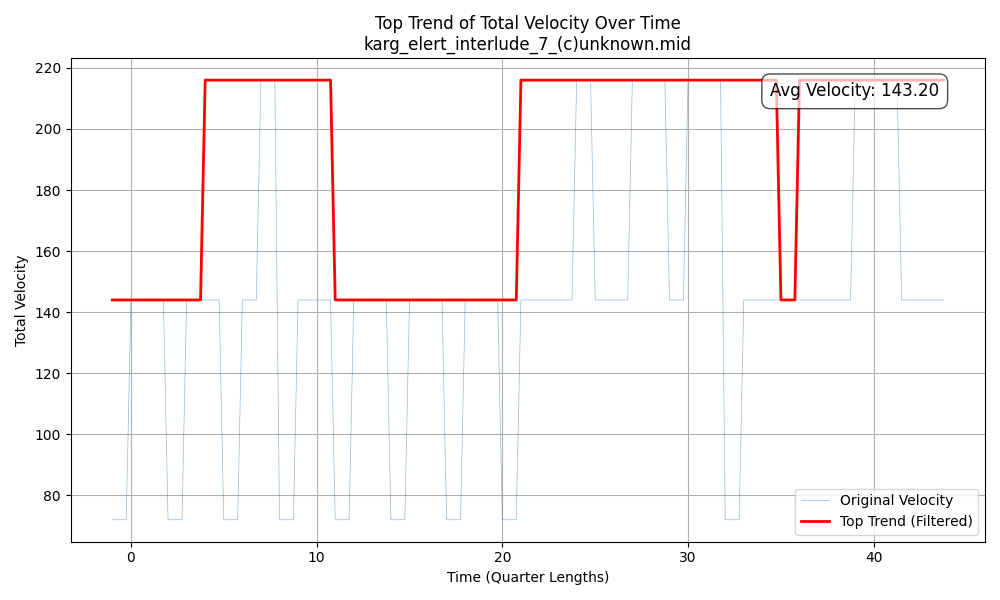 Top Trend of Total Velocity Over Time
karg_elert_interlude_7_(c)unknown.mid
220
200
180
160
140
120
100
80
Total Velocity
Avg Velocity: 143.20
Original Velocity
Top Trend (Filtered)
0
10
20
30
40
Time (Quarter Lengths)